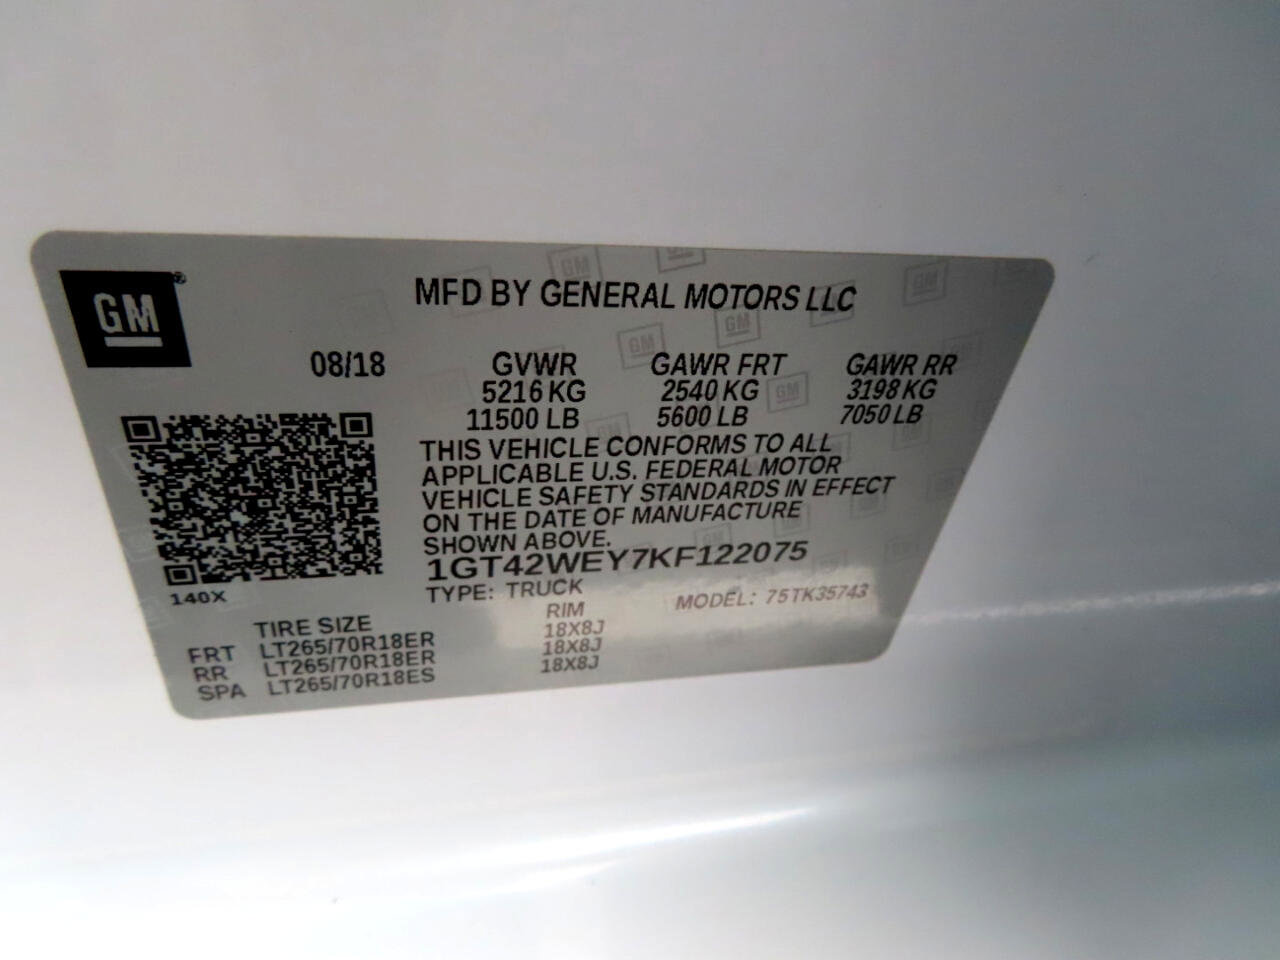 GM®
MFD BY GENERAL MOTORS LLC
08/18 GVWR GAWR FRT GAWR RR
5216 KG 2540 KG 3198 KG
11500 LB 5600 LB 7050 LB
THIS VEHICLE CONFORMS TO ALL
APPLICABLE U.S. FEDERAL MOTOR
VEHICLE SAFETY STANDARDS IN EFFECT
ON THE DATE OF MANUFACTURE
SHOWN ABOVE.
1GT42WEY7KF122075
140X
TYPE: TRUCK MODEL: 75TK35743
TIRE SIZE RIM
FRT LT265/70R18ER 18X8J
RR LT265/70R18ER 18X8J
SPA LT265/70R18ES 18X8J